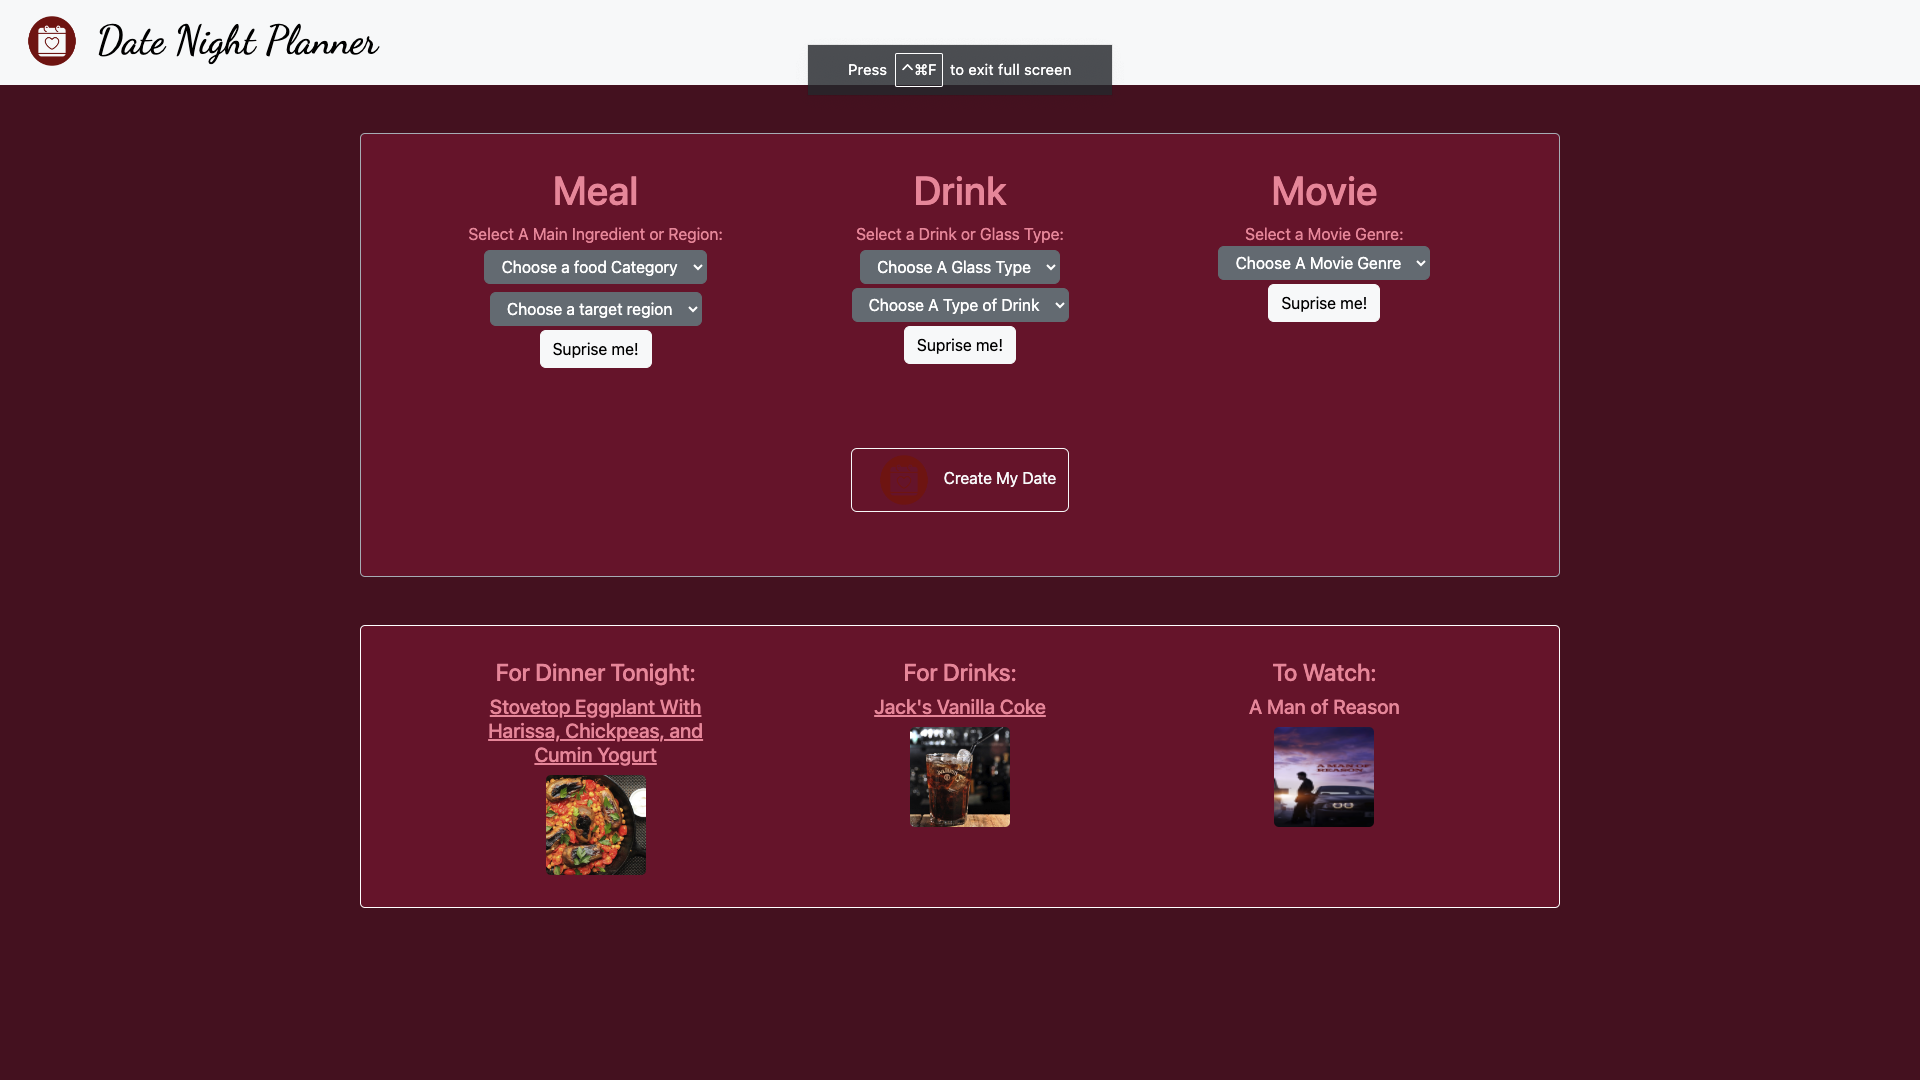 Date Night Planner
Press ^⌘F to exit full screen
Meal
Select A Main Ingredient or Region:
Choose a food Category
Choose a target region
Suprise me!
Drink
Select a Drink or Glass Type:
Choose A Glass Type
Choose A Type of Drink
Suprise me!
Movie
Select a Movie Genre:
Choose A Movie Genre
Suprise me!
Create My Date
For Dinner Tonight:
Stovetop Eggplant With
Harissa, Chickpeas, and
Cumin Yogurt
For Drinks:
Jack's Vanilla Coke
To Watch:
A Man of Reason
A MAN OF
REASON